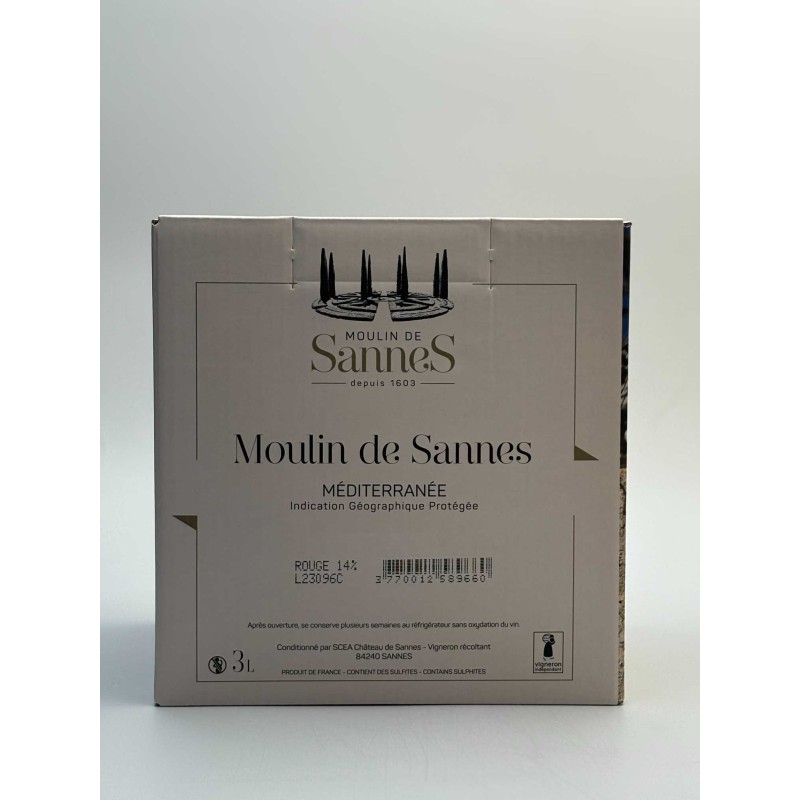 MOULIN DE
SanneS
depuis 1603
Moulin de Sannes
MÉDITERRANÉE
Indication Géographique Protégée
ROUGE 14%
L23096C
3 770012 589660
Après ouverture, se conserve plusieurs semaines au réfrigérateur sans oxydation du vin.
Conditionné par SCEA Château de Sannes - Vigneron récoltant
84240 SANNES
3L
PRODUIT DE FRANCE - CONTIENT DES SULFITES - CONTAINS SULPHITES
vigneron
indépendant